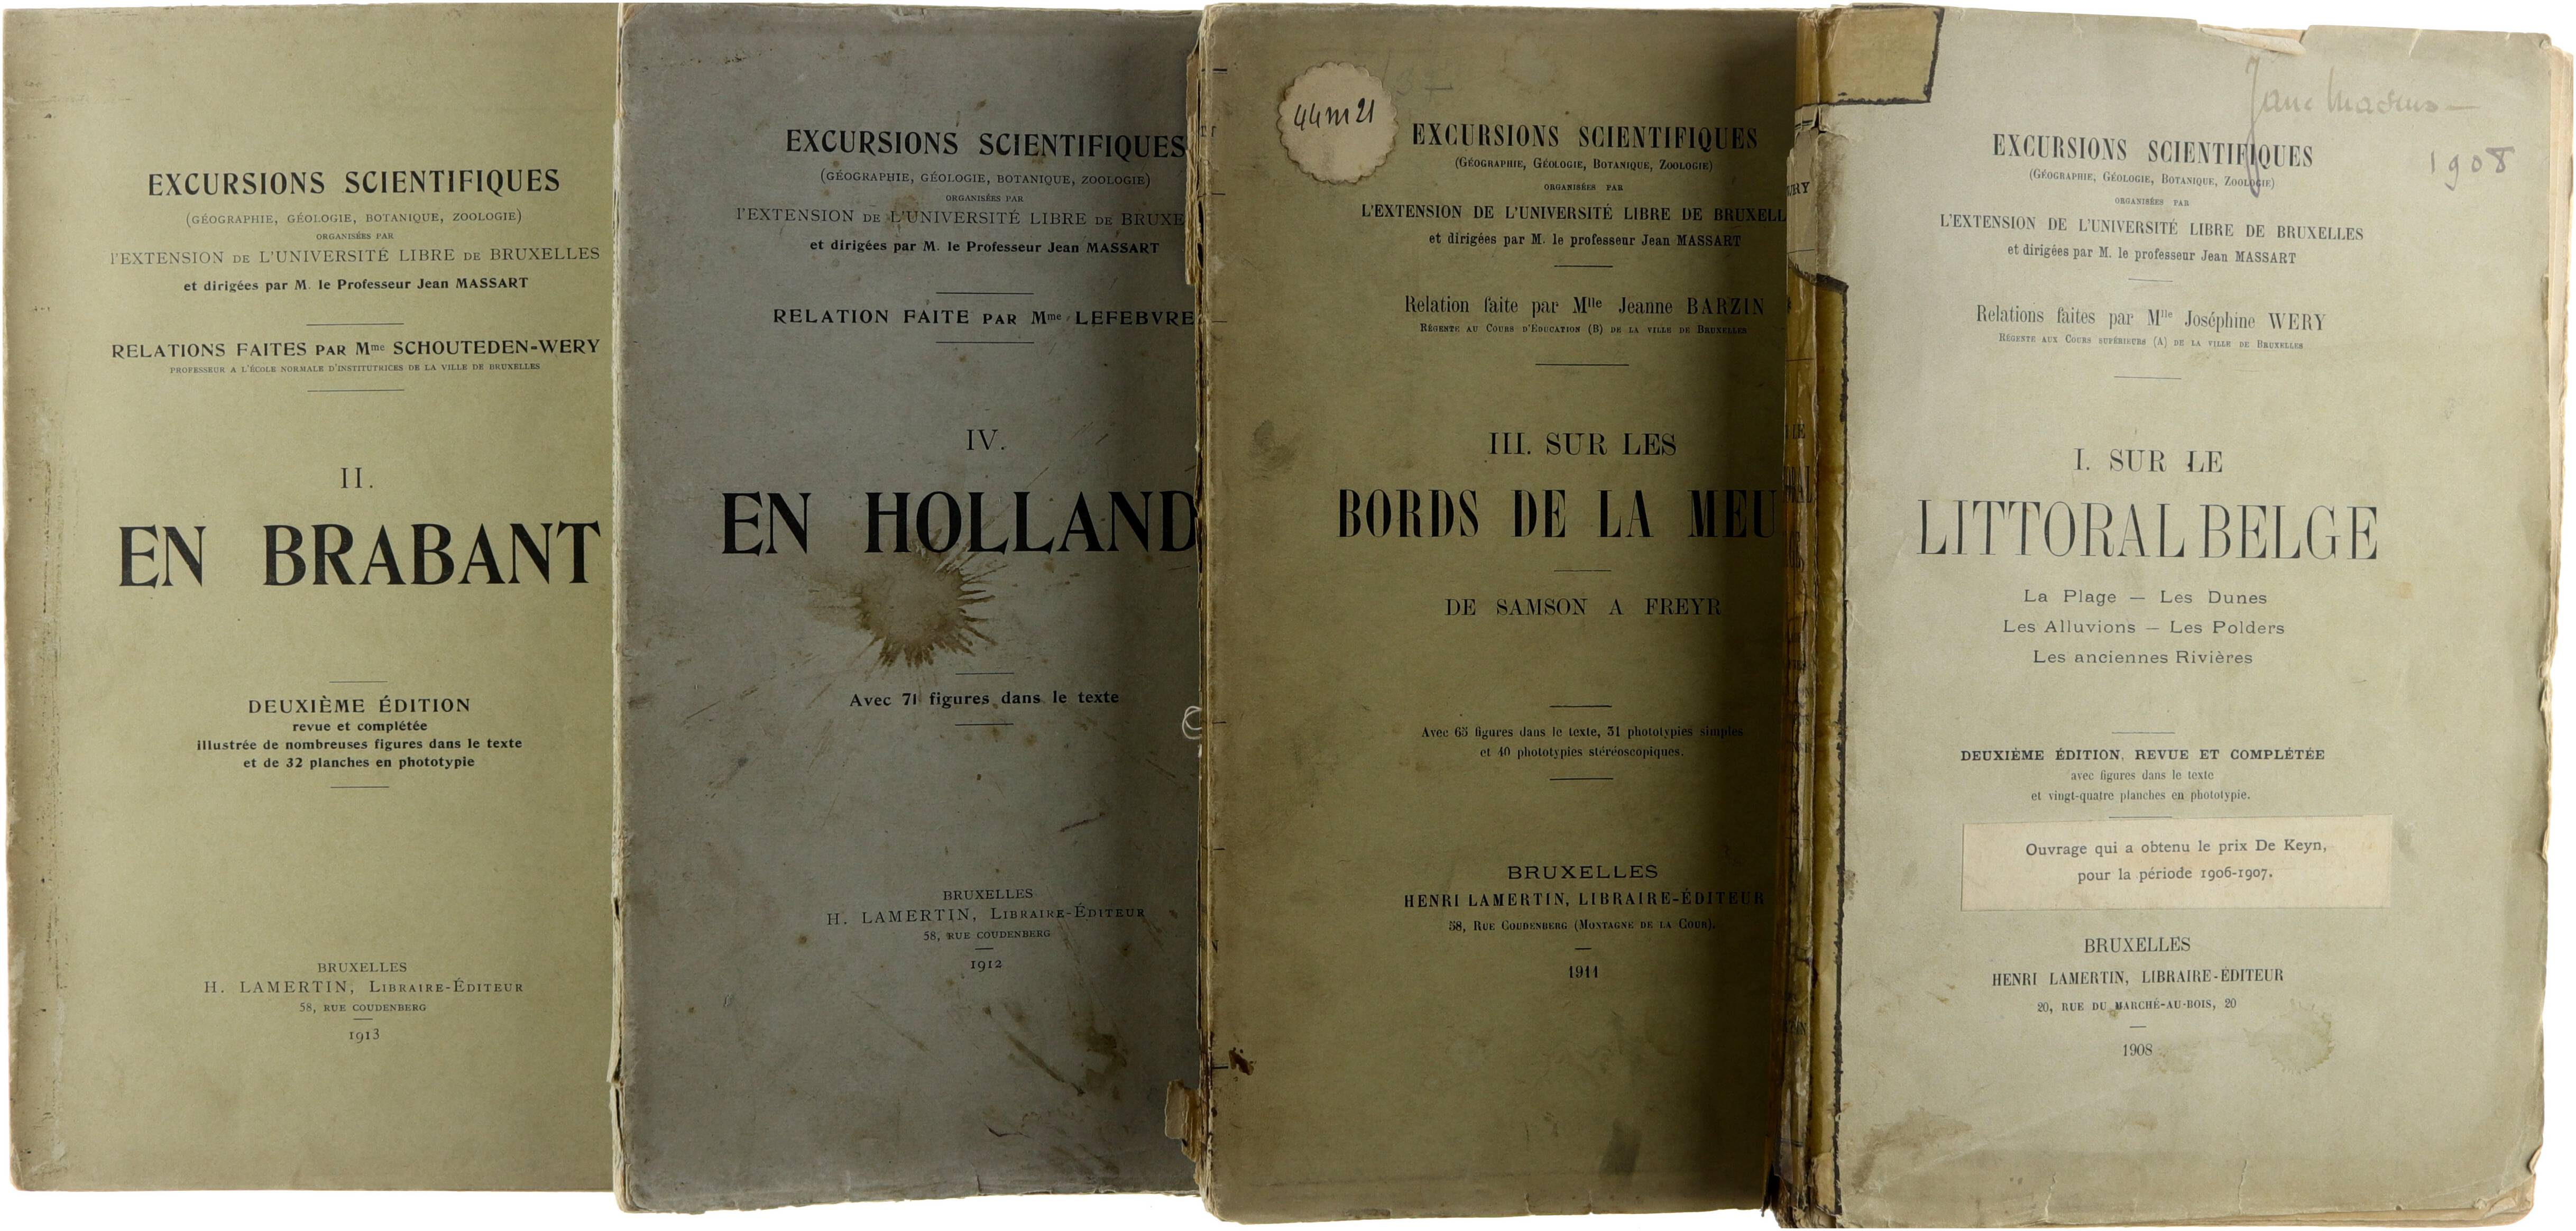 EXCURSIONS SCIENTIFIQUES
(GÉOGRAPHIE, GÉOLOGIE, BOTANIQUE, ZOOLOGIE)
ORGANISÉES PAR
l'EXTENSION DE L'UNIVERSITÉ LIBRE DE BRUXELLES
et dirigées par M. le Professeur Jean MASSART
RELATIONS FAITES PAR Mme SCHOUTEDEN-WERY
PROFESSEUR A L'ÉCOLE NORMALE D'INSTITUTRICES DE LA VILLE DE BRUXELLES
II.
EN BRABANT
DEUXIÈME ÉDITION
revue et complétée
illustrée de nombreuses figures dans le texte
et de 32 planches en phototypie
BRUXELLES
H. LAMERTIN, LIBRAIRE-ÉDITEUR
58, RUE COUDENBERG
1913
EXCURSIONS SCIENTIFIQUES
(GÉOGRAPHIE, GÉOLOGIE, BOTANIQUE, ZOOLOGIE)
ORGANISÉES PAR
l'EXTENSION DE L'UNIVERSITÉ LIBRE DE BRUXE
et dirigées par M. le Professeur Jean MASSART
RELATION FAITE PAR Mme LEFEBVRE
IV.
EN HOLLAND
Avec 71 figures dans le texte
BRUXELLES
H. LAMERTIN, LIBRAIRE-ÉDITEUR
58, RUE COUDENBERG
1912
44m21
EXCURSIONS SCIENTIFIQUES
(GÉOGRAPHIE, GÉOLOGIE, BOTANIQUE, ZOOLOGIE)
ORGANISÉES PAR
L'EXTENSION DE L'UNIVERSITÉ LIBRE DE BRUXELL
et dirigées par M. le professeur Jean MASSART
Relation faite par Mlle Jeanne BARZIN
RÉGENTE AU COURS D'EDUCATION (B) DE LA VILLE DE BRUXELLES
III. SUR LES
BORDS DE LA MEU
DE SAMSON A FREYR
Avec 65 figures dans le texte, 31 phototypies simples
et 40 phototypies stéréoscopiques.
BRUXELLES
HENRI LAMERTIN, LIBRAIRE-ÉDITEUR
58, RUE COUDENBERG (MONTAGNE DE LA COUR).
1911
1908
EXCURSIONS SCIENTIFIQUES
(GÉOGRAPHIE, GÉOLOGIE, BOTANIQUE, ZOOLOGIE)
ORGANISÉES PAR
L'EXTENSION DE L'UNIVERSITÉ LIBRE DE BRUXELLES
et dirigées par M. le professeur Jean MASSART
Relations faites par Mlle Joséphine WERY
RÉGENTE AUX COURS SUPÉRIEURS (A) DE LA VILLE DE BRUXELLES
I. SUR LE
LITTORAL BELGE
La Plage — Les Dunes
Les Alluvions — Les Polders
Les anciennes Rivières
DEUXIÈME ÉDITION, REVUE ET COMPLÉTÉE
avec figures dans le texte
et vingt-quatre planches en phototypie.
Ouvrage qui a obtenu le prix De Keyn,
pour la période 1906-1907.
BRUXELLES
HENRI LAMERTIN, LIBRAIRE-ÉDITEUR
20, RUE DU MARCHÉ-AU-BOIS, 20
1908